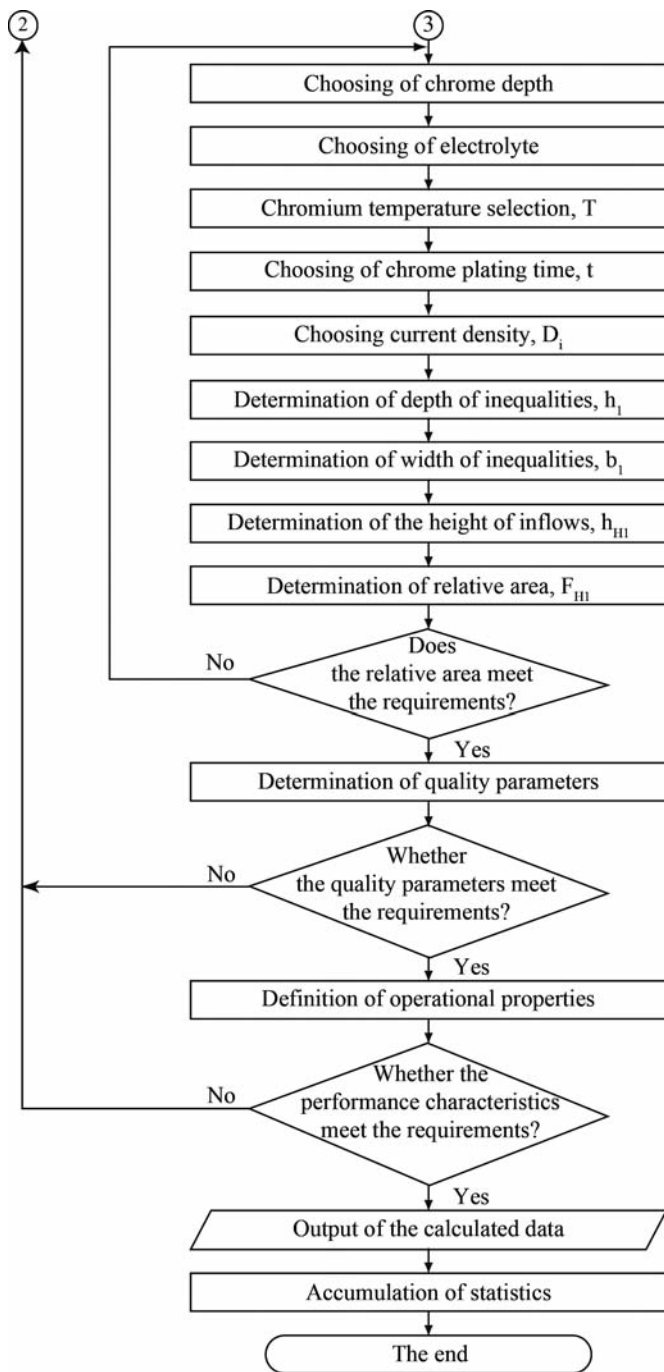 2
3
Choosing of chrome depth
Choosing of electrolyte
Chromium temperature selection, T
Choosing of chrome plating time, t
Choosing current density, Di
Determination of depth of inequalities, h1
Determination of width of inequalities, b1
Determination of the height of inflows, hH1
Determination of relative area, FH1
Does
the relative area meet
the requirements?
No
Yes
Determination of quality parameters
Whether
the quality parameters meet
the requirements?
No
Yes
Definition of operational properties
Whether the
performance characteristics
meet the requirements?
No
Yes
Output of the calculated data
Accumulation of statistics
The end